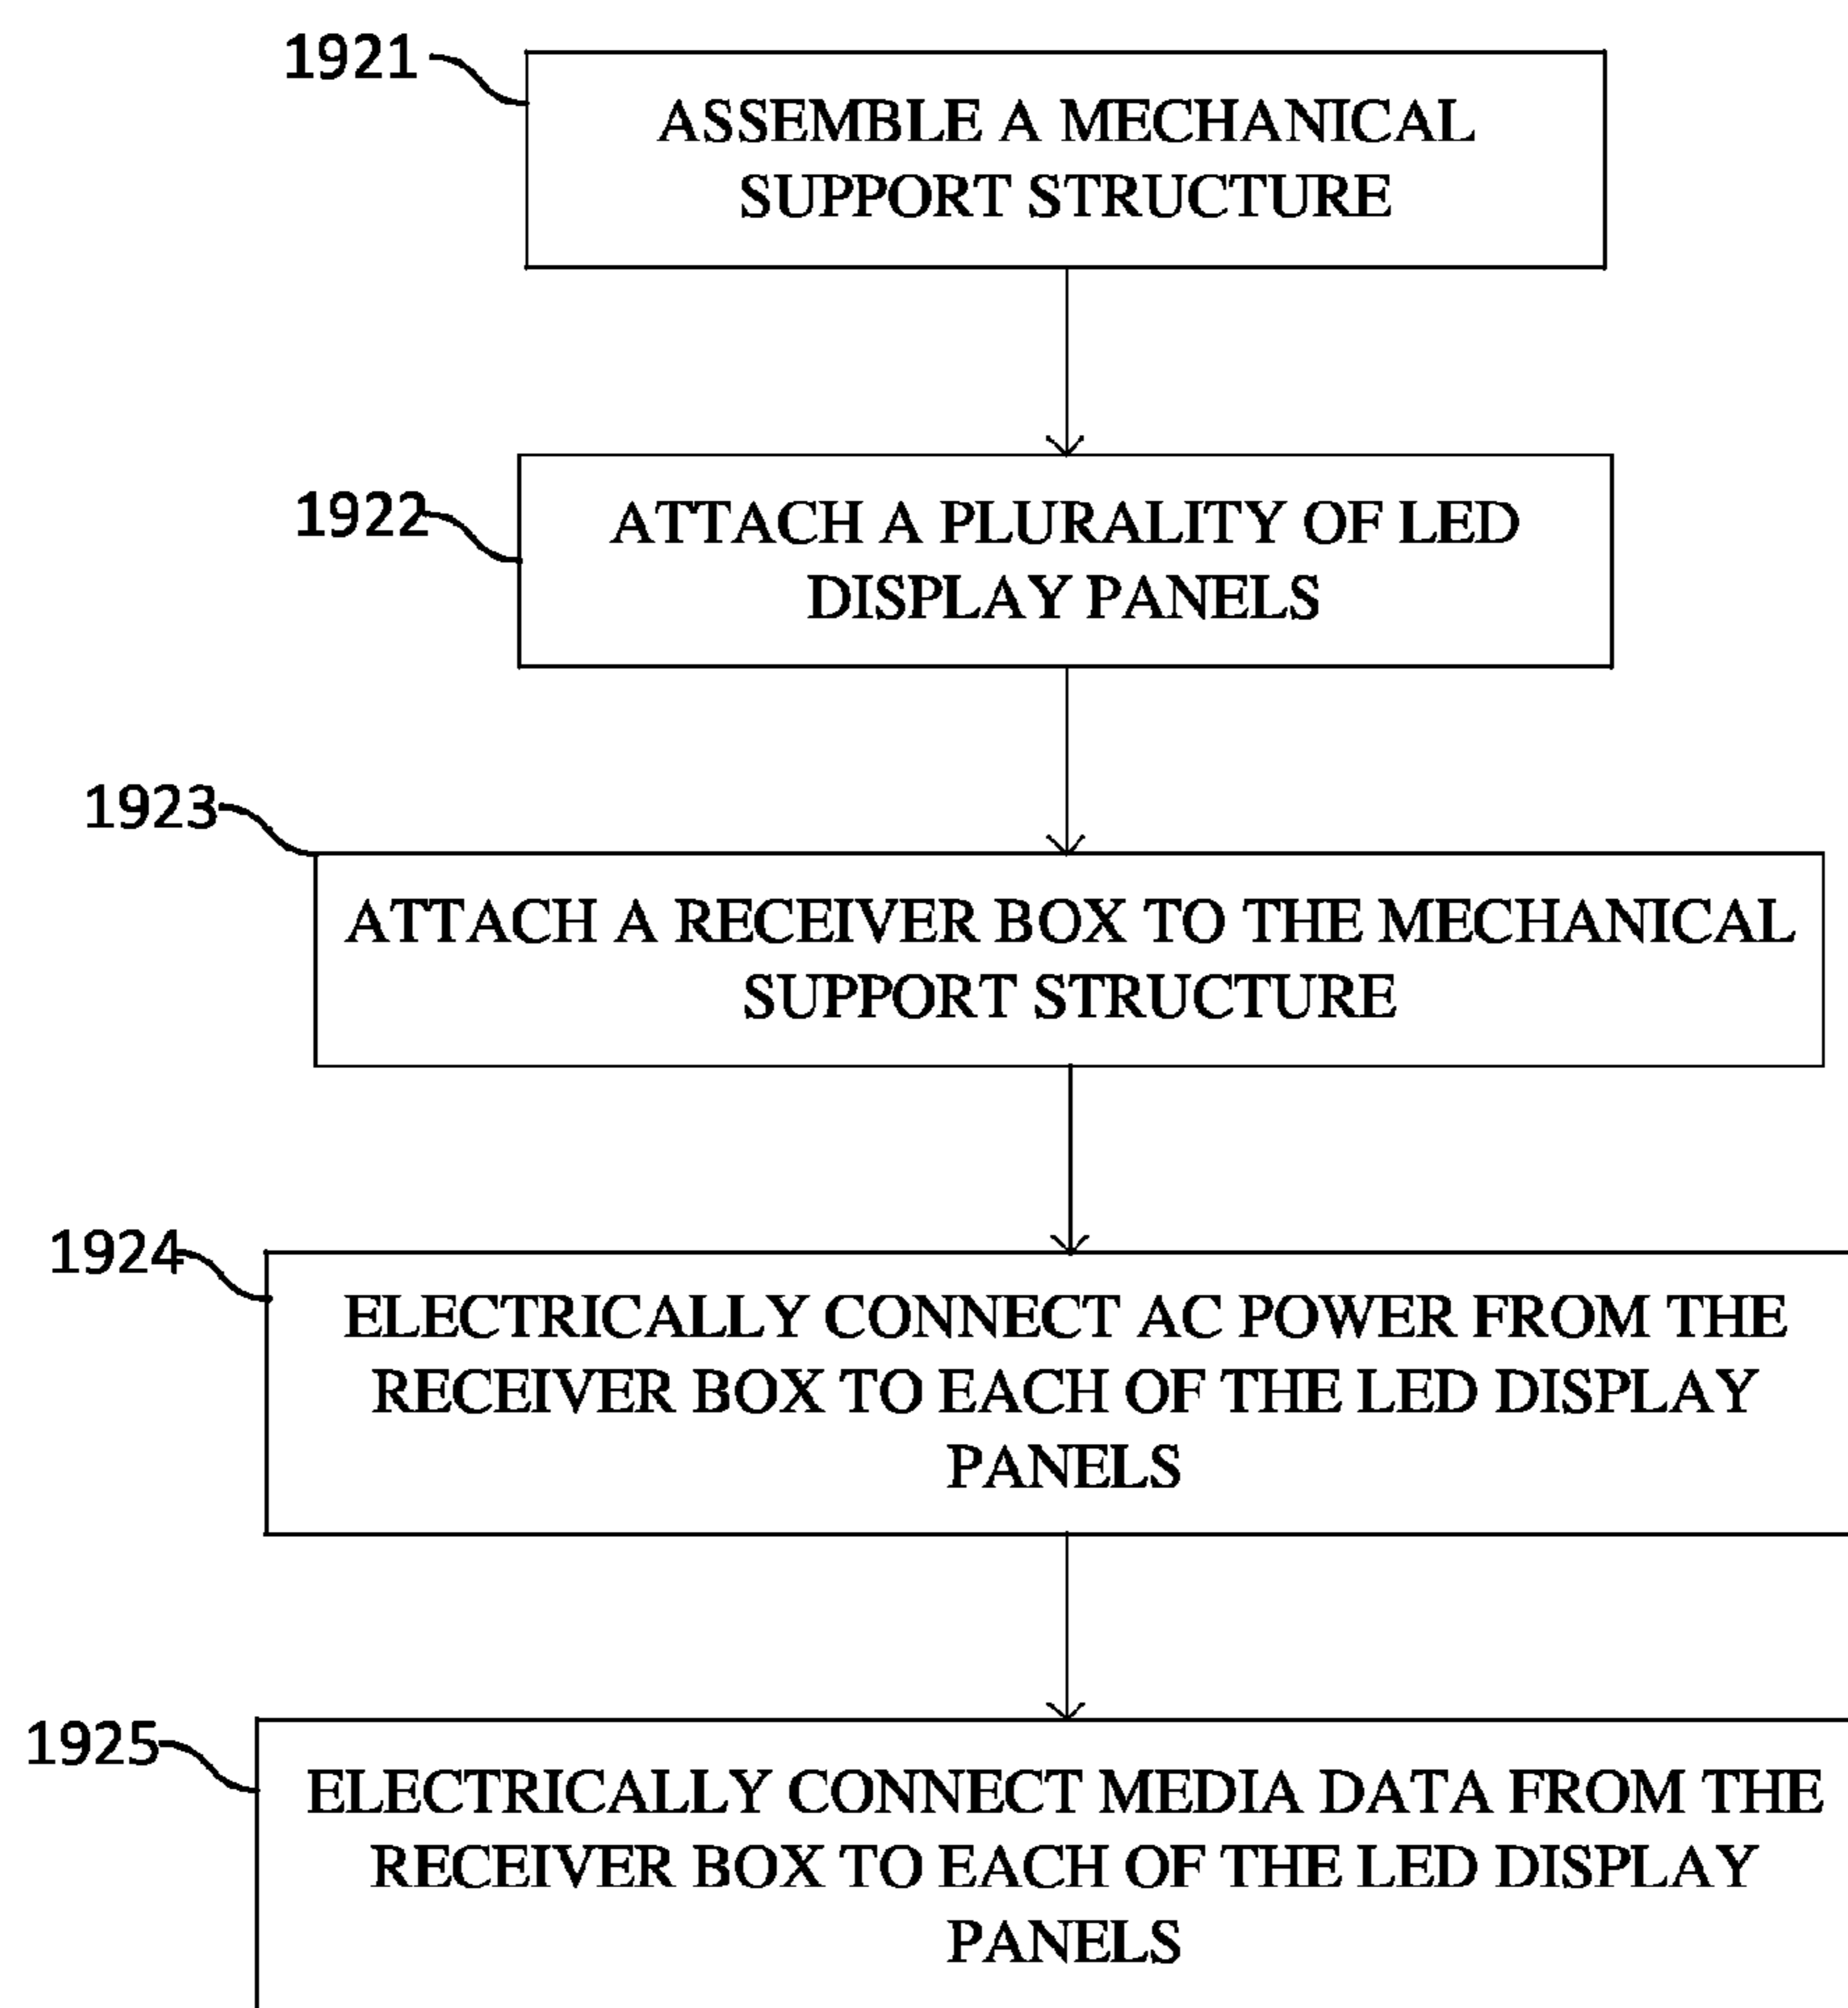 1921
ASSEMBLE A MECHANICAL
SUPPORT STRUCTURE
1922
ATTACH A PLURALITY OF LED
DISPLAY PANELS
1923
ATTACH A RECEIVER BOX TO THE MECHANICAL
SUPPORT STRUCTURE
1924
ELECTRICALLY CONNECT AC POWER FROM THE
RECEIVER BOX TO EACH OF THE LED DISPLAY
PANELS
1925
ELECTRICALLY CONNECT MEDIA DATA FROM THE
RECEIVER BOX TO EACH OF THE LED DISPLAY
PANELS